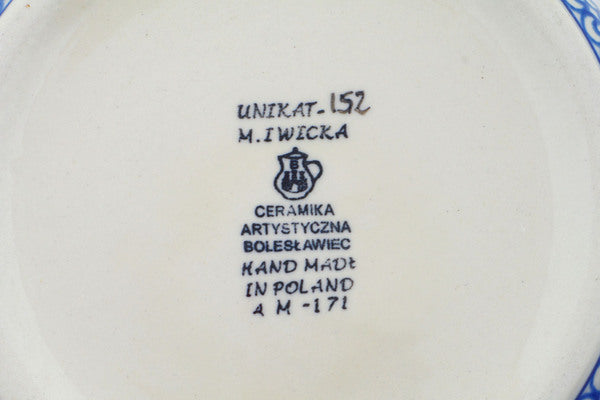 UNIKAT-152
M.IWICKA
B
CERAMIKA
ARTYSTYCZNA
BOLESŁAWIEC
HAND MADE
IN POLAND
A M-171